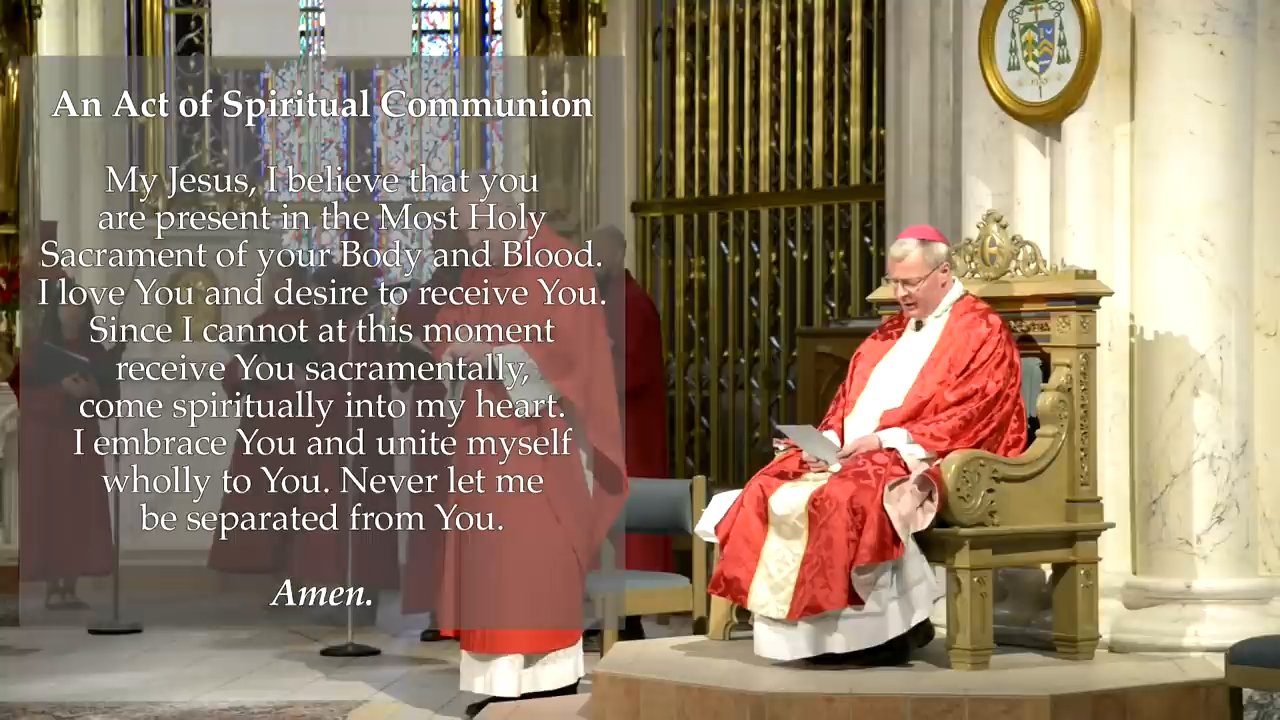 An Act of Spiritual Communion
My Jesus, I believe that you
are present in the Most Holy
Sacrament of your Body and Blood.
I love You and desire to receive You.
Since I cannot at this moment
receive You sacramentally,
come spiritually into my heart.
I embrace You and unite myself
wholly to You. Never let me
be separated from You.
Amen.